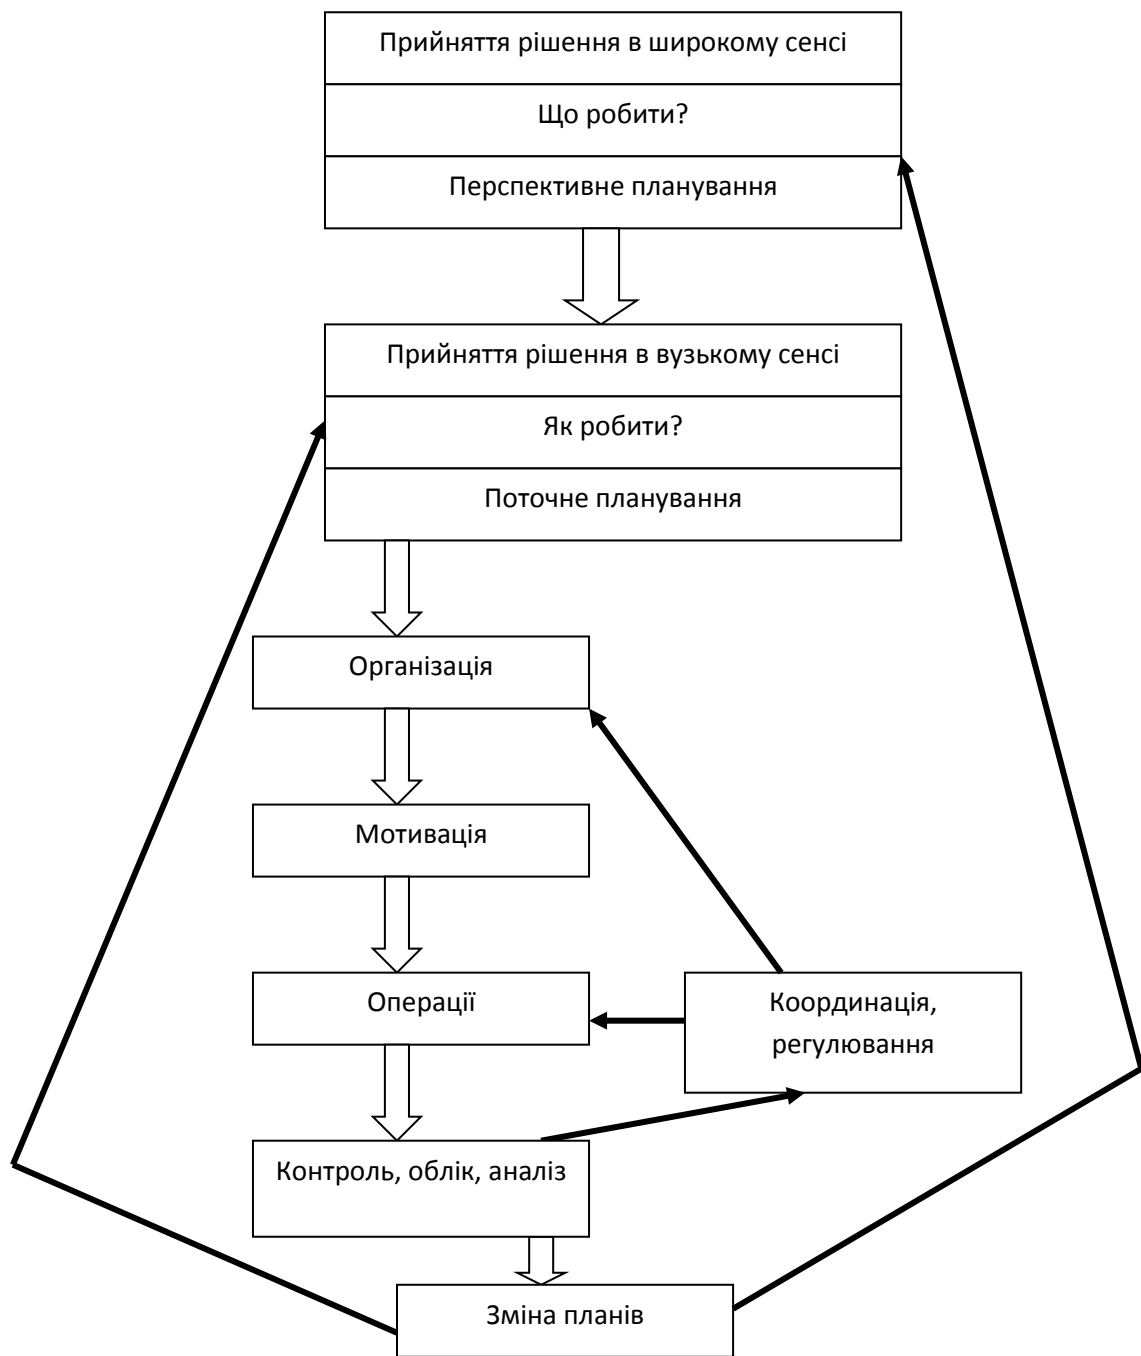 Прийняття рішення в широкому сенсі
Що робити?
Перспективне планування
Прийняття рішення в вузькому сенсі
Як робити?
Поточне планування
Організація
Мотивація
Операції
Координація,
регулювання
Контроль, облік, аналіз
Зміна планів